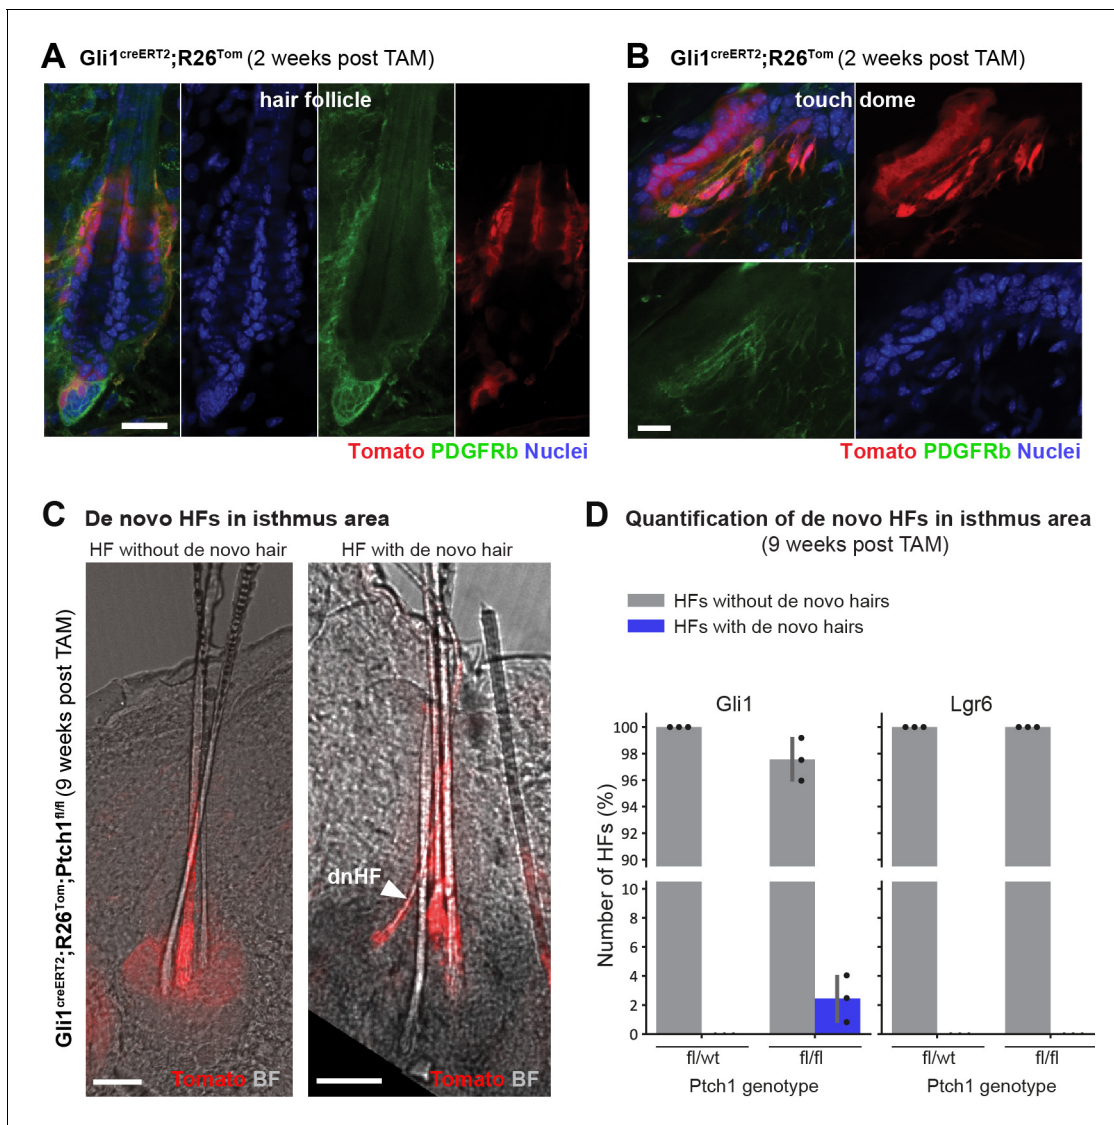 A Gli1creERT2;R26Tom (2 weeks post TAM)
hair follicle
Tomato PDGFRb Nuclei
B Gli1creERT2;R26Tom (2 weeks post TAM)
touch dome
Tomato PDGFRb Nuclei
C De novo HFs in isthmus area
HF without de novo hair
HF with de novo hair
Gli1creERT2;R26Tom;Ptch1fl/fl (9 weeks post TAM)
dnHF
Tomato BF
Tomato BF
D Quantification of de novo HFs in isthmus area
(9 weeks post TAM)
HFs without de novo hairs
HFs with de novo hairs
Gli1
Lgr6
Number of HFs (%)
100
98
96
94
92
90
10
8
6
4
2
0
fl/wt
fl/fl
fl/wt
fl/fl
Ptch1 genotype
Ptch1 genotype